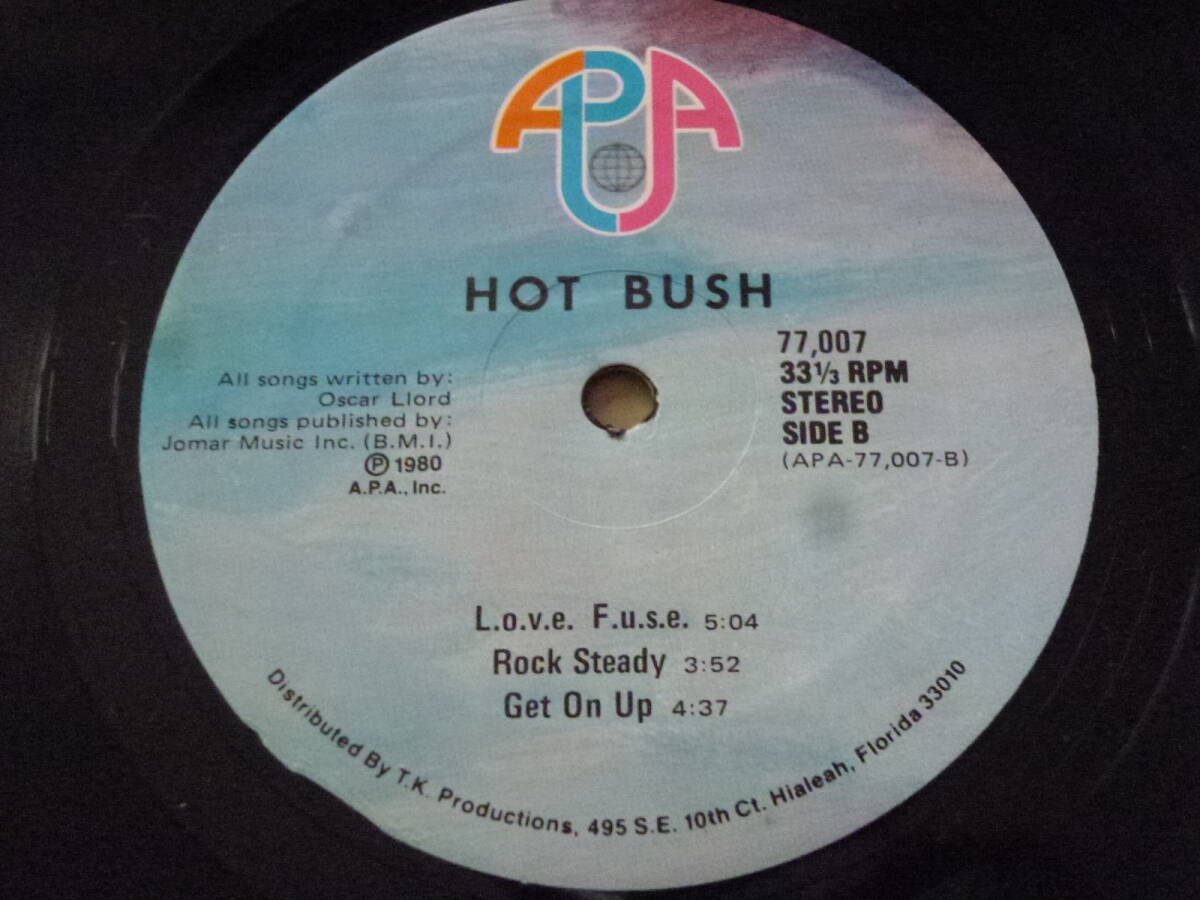 APA
HOT BUSH
All songs written by:
Oscar Llord
All songs published by:
Jomar Music Inc. (B.M.I.)
Ⓟ 1980
A.P.A., Inc.
77,007
33⅓ RPM
STEREO
SIDE B
(APA-77,007-B)
L.o.v.e. F.u.s.e. 5:04
Rock Steady 3:52
Get On Up 4:37
Distributed By T.K. Productions, 495 S.E. 10th Ct. Hialeah, Florida 33010